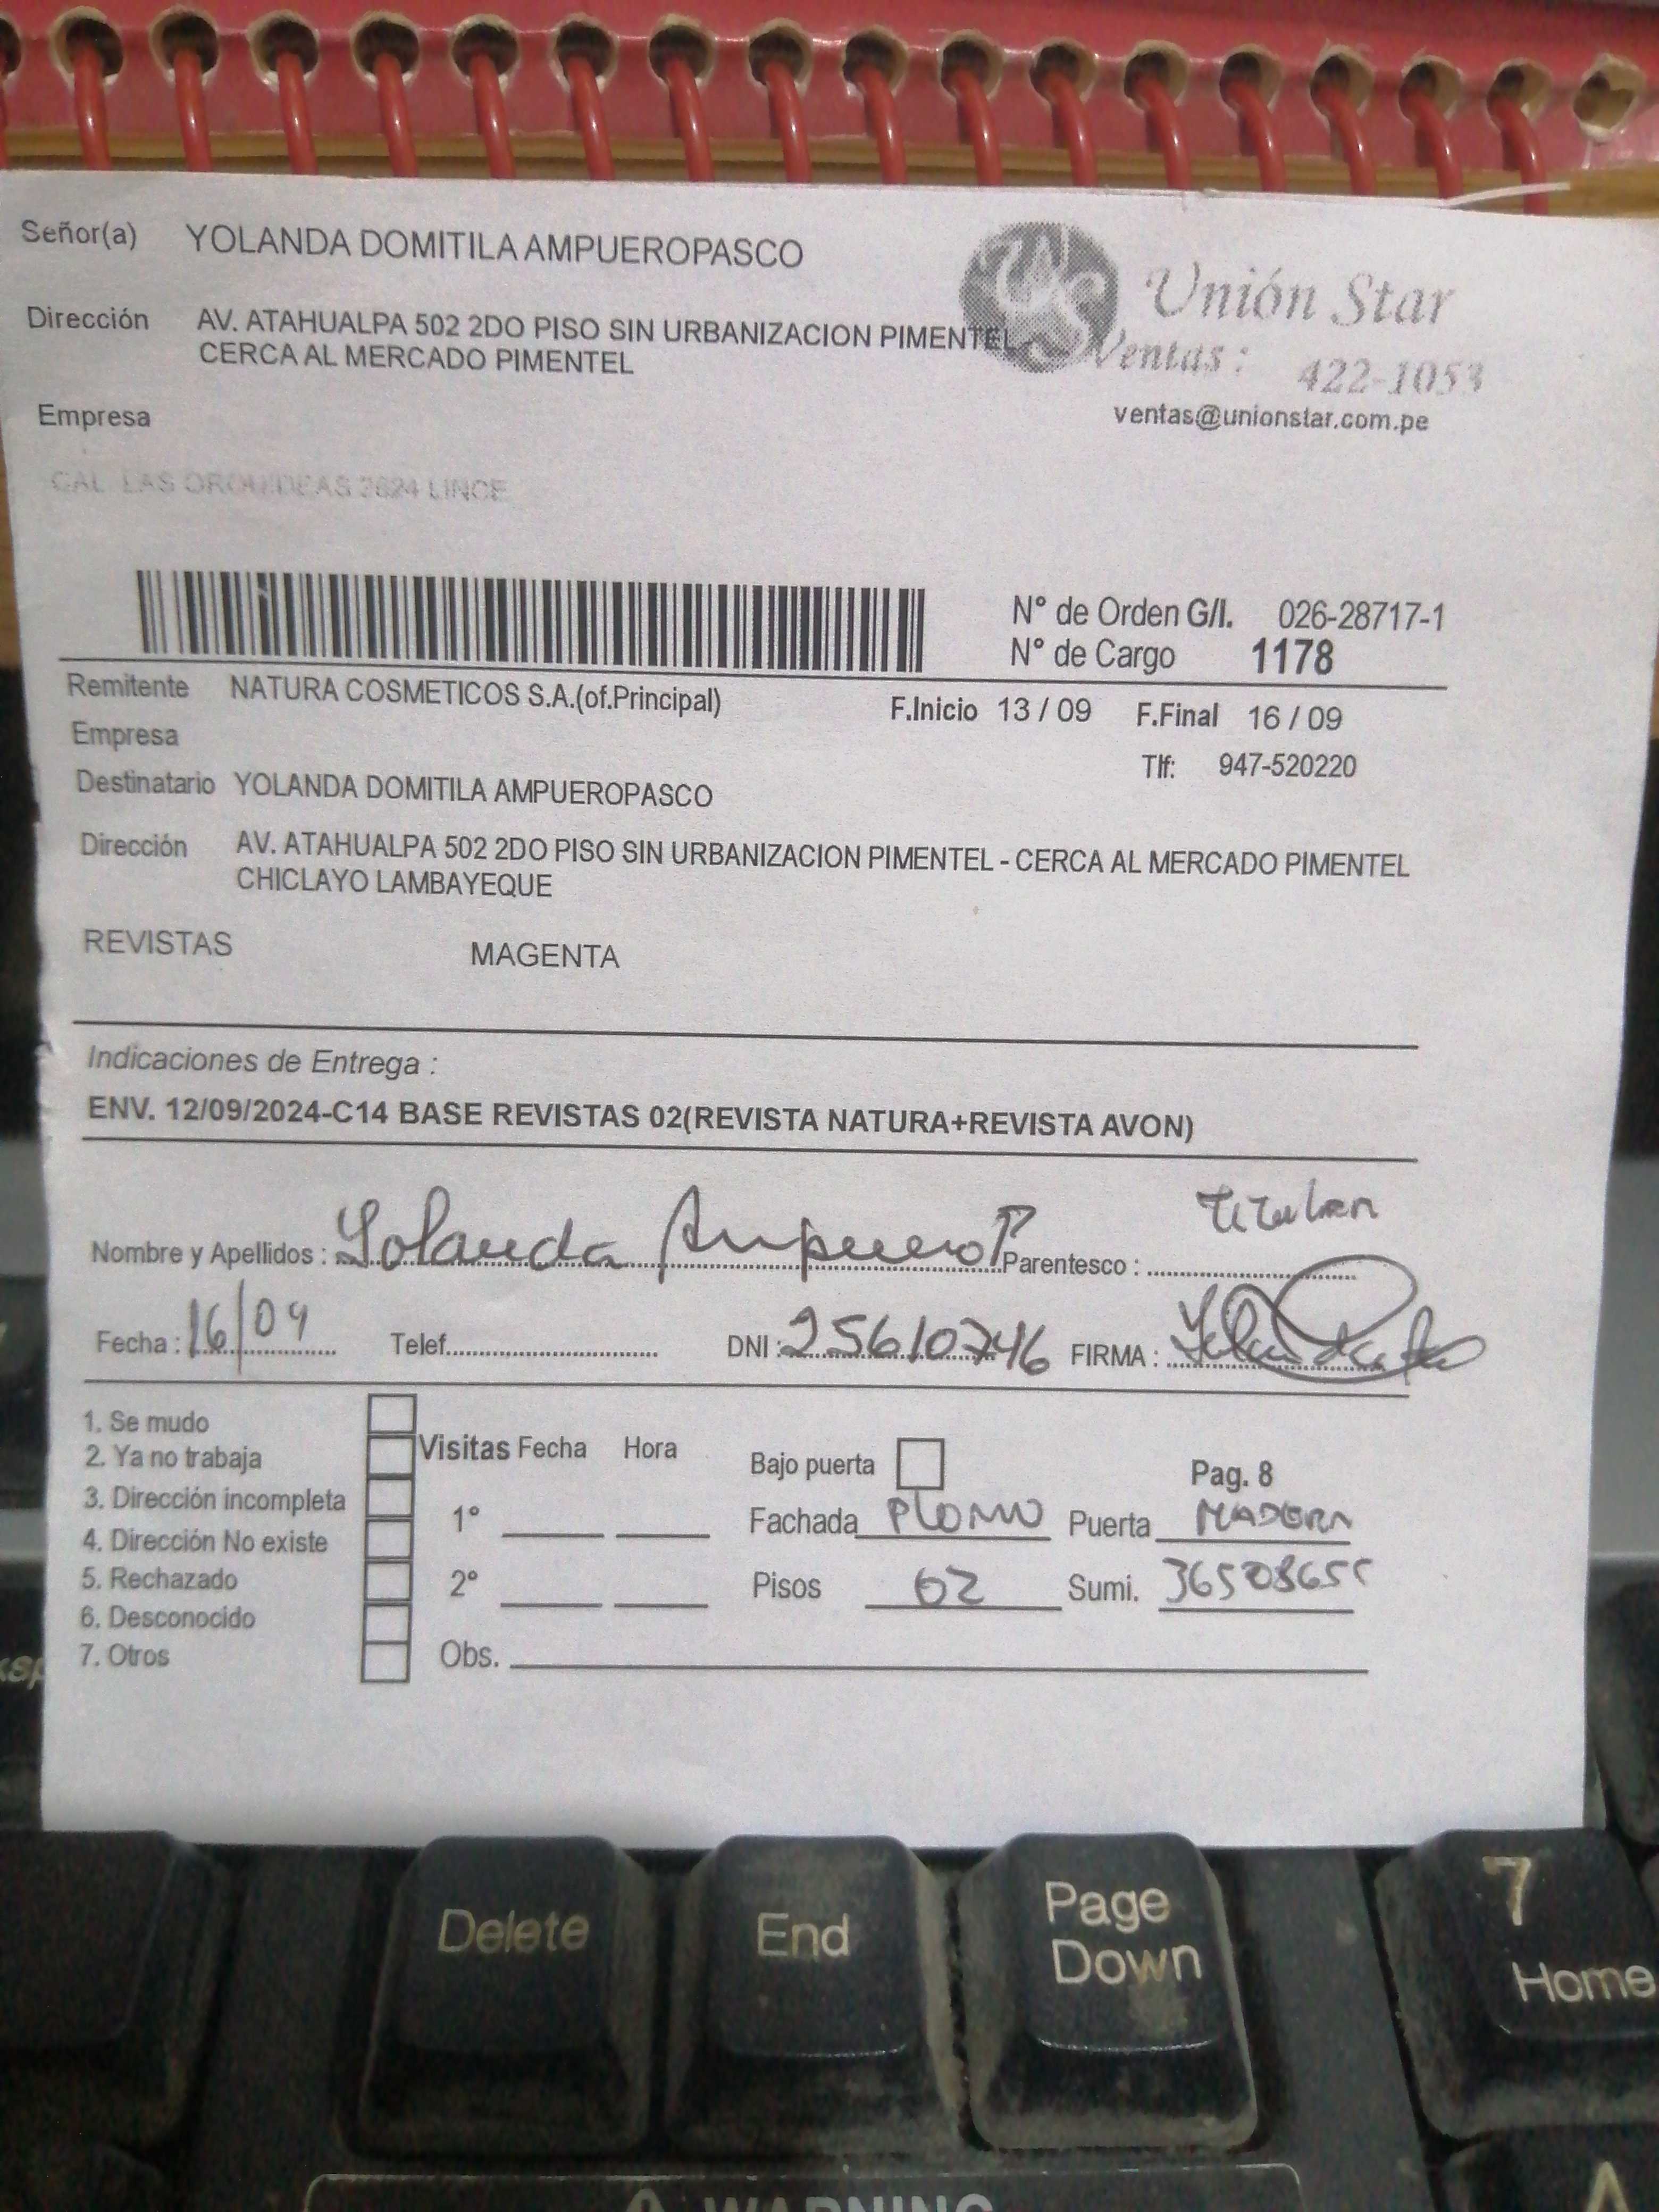 Señor(a) YOLANDA DOMITILA AMPUEROPASCO
Unión Star
Dirección AV. ATAHUALPA 502 2DO PISO SIN URBANIZACION PIMENTEL
CERCA AL MERCADO PIMENTEL
Ventas: 422-1053
Empresa
ventas@unionstar.com.pe
CAL LAS ORQUIDEAS 2624 LINCE
N° de Orden G/I. 026-28717-1
N° de Cargo 1178
Remitente NATURA COSMETICOS S.A.(of.Principal) F.Inicio 13 / 09 F.Final 16 / 09
Empresa
Tlf: 947-520220
Destinatario YOLANDA DOMITILA AMPUEROPASCO
Dirección AV. ATAHUALPA 502 2DO PISO SIN URBANIZACION PIMENTEL - CERCA AL MERCADO PIMENTEL
CHICLAYO LAMBAYEQUE
REVISTAS MAGENTA
Indicaciones de Entrega :
ENV. 12/09/2024-C14 BASE REVISTAS 02(REVISTA NATURA+REVISTA AVON)
Nombre y Apellidos : Yolanda Ampuero P Parentesco : Titular
Fecha : 16/09 Telef. DNI : 25610746 FIRMA :
1. Se mudo
2. Ya no trabaja
3. Dirección incompleta
4. Dirección No existe
5. Rechazado
6. Desconocido
7. Otros
Visitas Fecha Hora
1°
2°
Obs.
Bajo puerta Pag. 8
Fachada PLOMO Puerta MADERA
Pisos 02 Sumi.
Delete
End
Page
Down
7
Home
WARNING